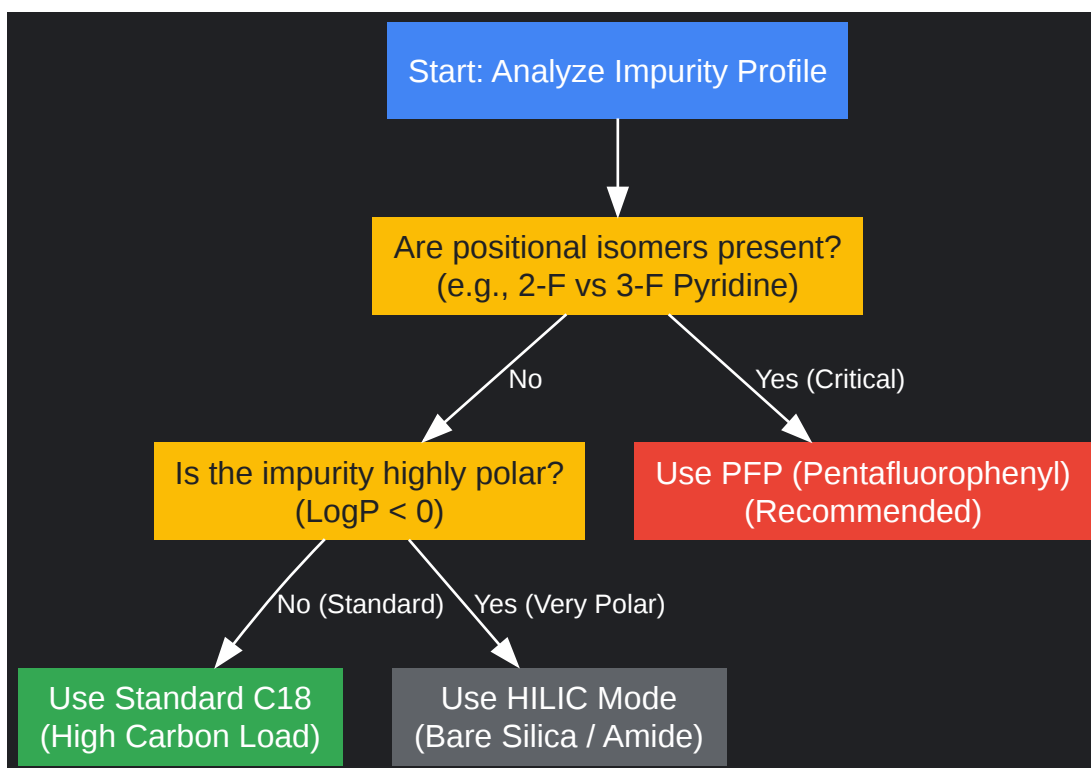 Start: Analyze Impurity Profile
Are positional isomers present?
(e.g., 2-F vs 3-F Pyridine)
No
Yes (Critical)
Is the impurity highly polar?
(LogP < 0)
Use PFP (Pentafluorophenyl)
(Recommended)
No (Standard)
Yes (Very Polar)
Use Standard C18
(High Carbon Load)
Use HILIC Mode
(Bare Silica / Amide)